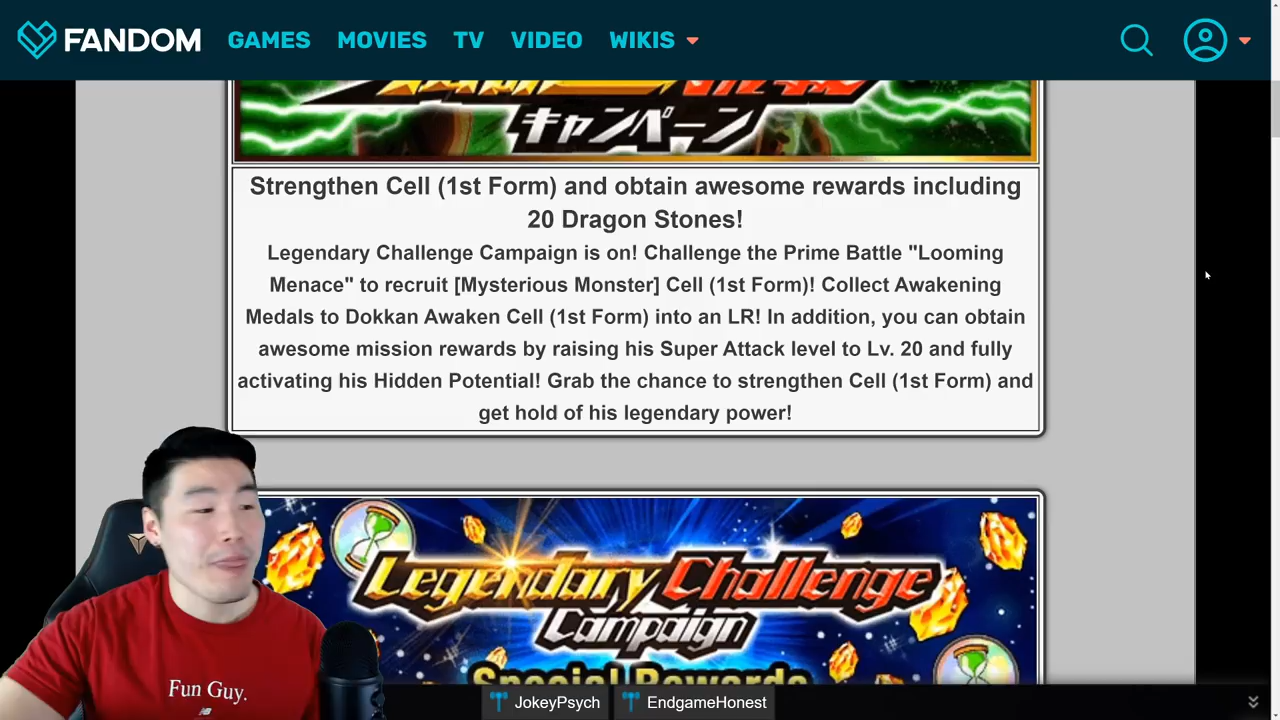 FANDOM GAMES MOVIES TV VIDEO WIKIS
キャンペーン
Strengthen Cell (1st Form) and obtain awesome rewards including
20 Dragon Stones!
Legendary Challenge Campaign is on! Challenge the Prime Battle "Looming
Menace" to recruit [Mysterious Monster] Cell (1st Form)! Collect Awakening
Medals to Dokkan Awaken Cell (1st Form) into an LR! In addition, you can obtain
awesome mission rewards by raising his Super Attack level to Lv. 20 and fully
activating his Hidden Potential! Grab the chance to strengthen Cell (1st Form) and
get hold of his legendary power!
Legendary Challenge
Campaign
Special Rewards
Fun Guy.
JokeyPsych EndgameHonest